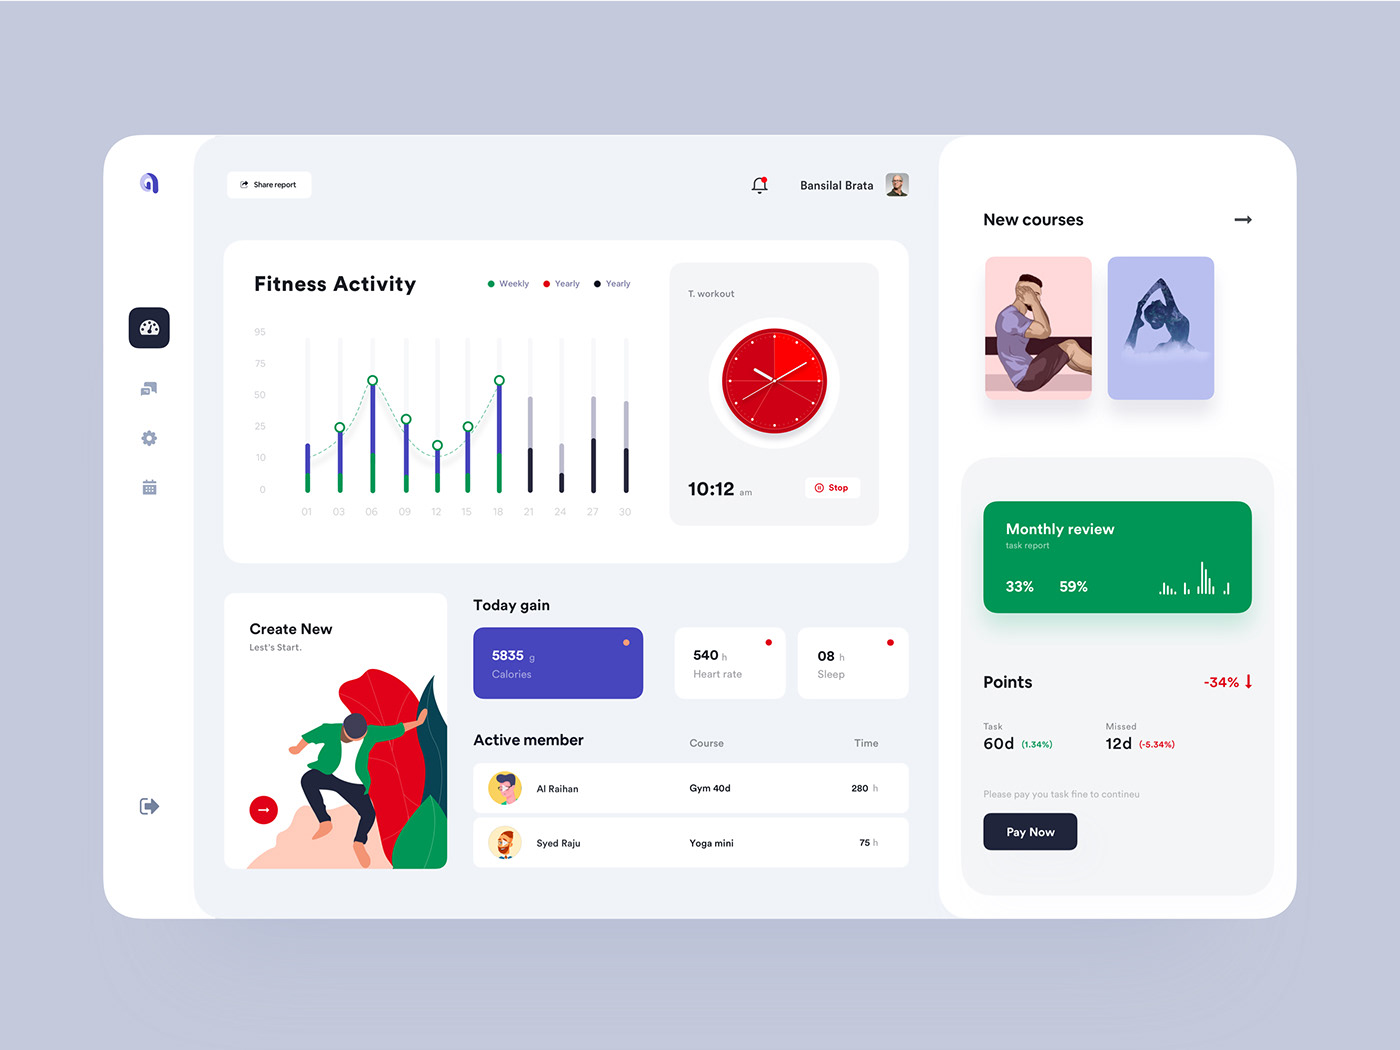 Share report
Bansilal Brata
Fitness Activity
Weekly Yearly Yearly
95
75
50
25
10
0
01 03 06 09 12 15 18 21 24 27 30
T. workout
10:12 am
Stop
Create New
Lest's Start.
Today gain
5835 g
Calories
540 h
Heart rate
08 h
Sleep
Active member Course Time
Al Raihan Gym 40d 280 h
Syed Raju Yoga mini 75 h
New courses
Monthly review
task report
33% 59%
Points -34%
Task Missed
60d (1.34%) 12d (-5.34%)
Please pay you task fine to contineu
Pay Now